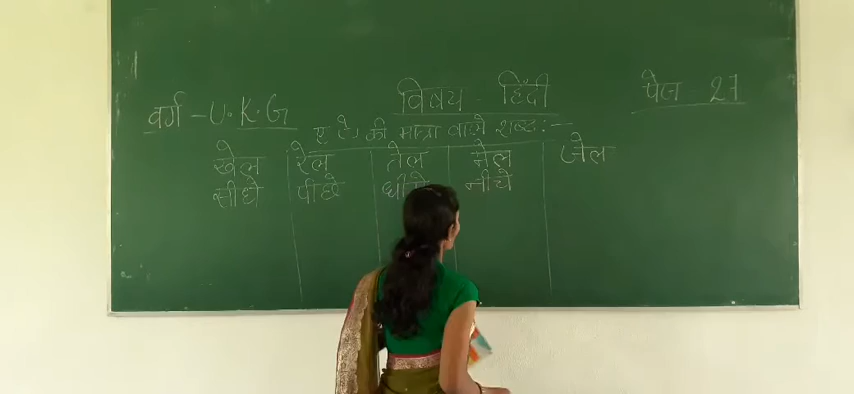 वर्ग - U.K.G विषय - हिंदी पेज 27
ए े की मात्रा वाले शब्द :-
खेल रेल तेल मेल जेल
सीधे पीछे नीचे